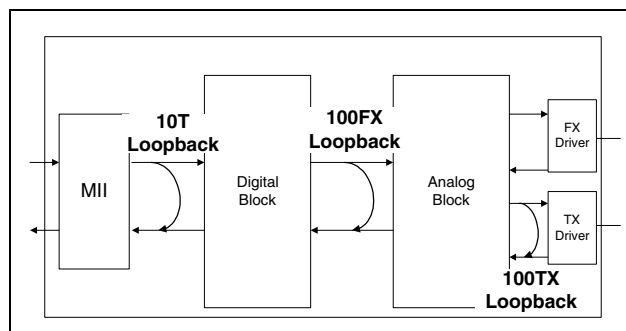 10T
Loopback
100FX
Loopback
MII
Digital
Block
Analog
Block
FX
Driver
TX
Driver
100TX
Loopback